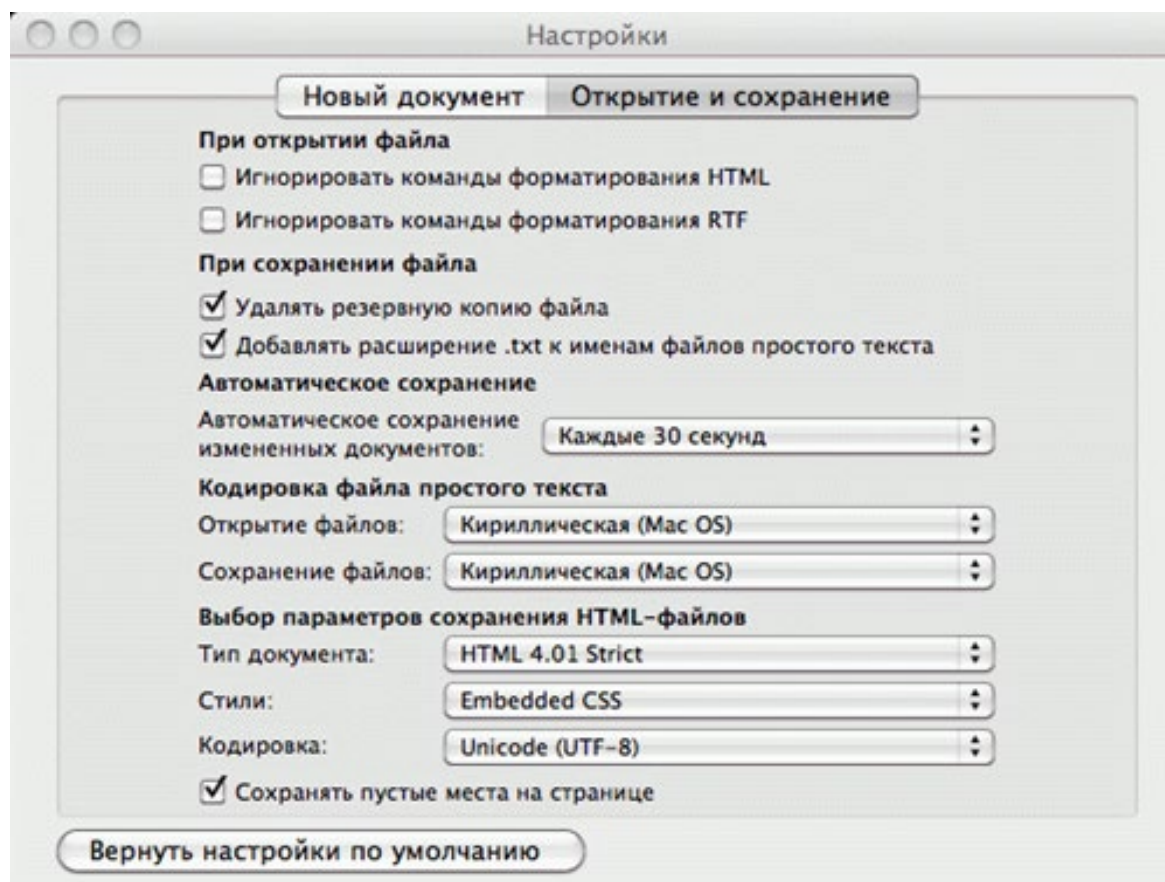 Настройки
Новый документ Открытие и сохранение
При открытии файла
Игнорировать команды форматирования HTML
Игнорировать команды форматирования RTF
При сохранении файла
Удалять резервную копию файла
Добавлять расширение .txt к именам файлов простого текста
Автоматическое сохранение
Автоматическое сохранение
измененных документов: Каждые 30 секунд
Кодировка файла простого текста
Открытие файлов: Кириллическая (Mac OS)
Сохранение файлов: Кириллическая (Mac OS)
Выбор параметров сохранения HTML-файлов
Тип документа: HTML 4.01 Strict
Стили: Embedded CSS
Кодировка: Unicode (UTF-8)
Сохранять пустые места на странице
Вернуть настройки по умолчанию